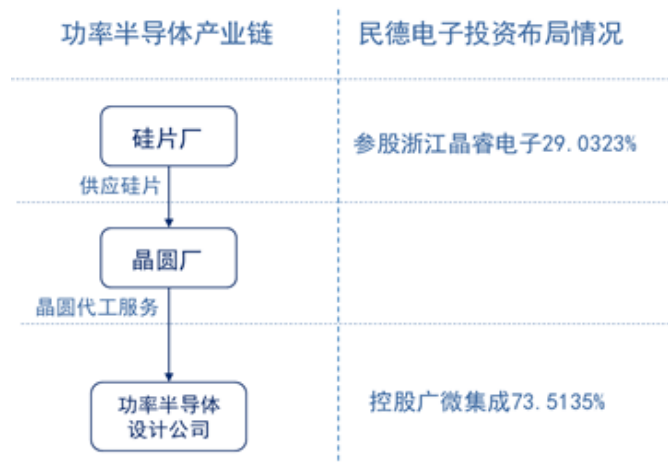 功率半导体产业链
民德电子投资布局情况
硅片厂
参股浙江晶睿电子29.0323%
供应硅片
晶圆厂
晶圆代工服务
功率半导体
设计公司
控股广微集成73.5135%